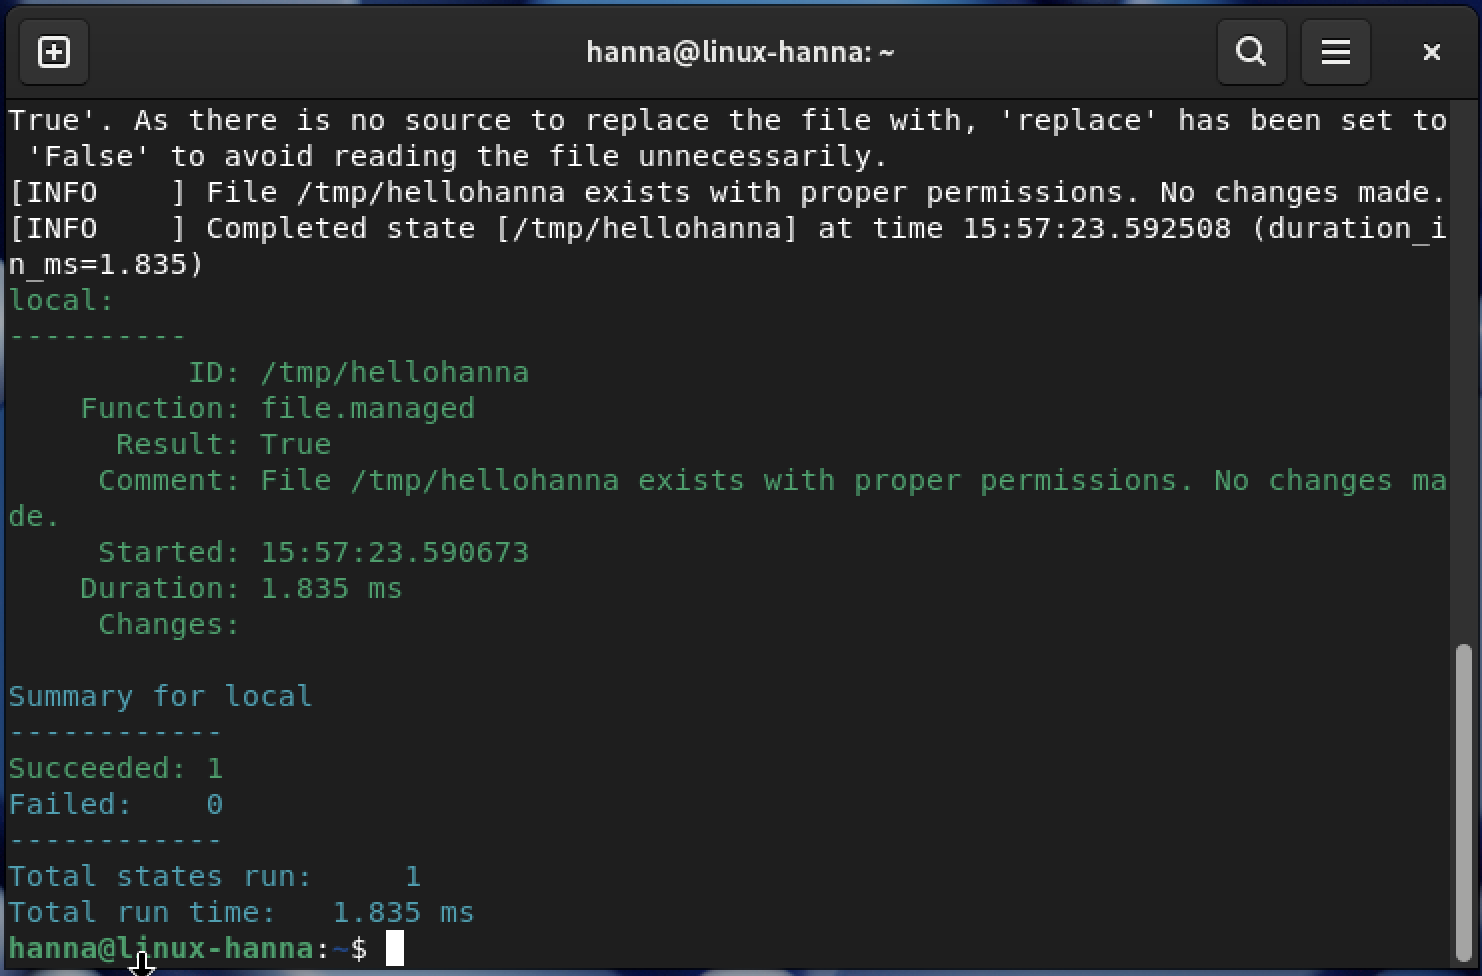 hanna@linux-hanna: ~
True'. As there is no source to replace the file with, 'replace' has been set to
 'False' to avoid reading the file unnecessarily.
[INFO    ] File /tmp/hellohanna exists with proper permissions. No changes made.
[INFO    ] Completed state [/tmp/hellohanna] at time 15:57:23.592508 (duration_i
n_ms=1.835)
local:
----------
          ID: /tmp/hellohanna
    Function: file.managed
      Result: True
     Comment: File /tmp/hellohanna exists with proper permissions. No changes ma
de.
     Started: 15:57:23.590673
    Duration: 1.835 ms
     Changes:
Summary for local
------------
Succeeded: 1
Failed:    0
------------
Total states run:     1
Total run time:   1.835 ms
hanna@linux-hanna:~$